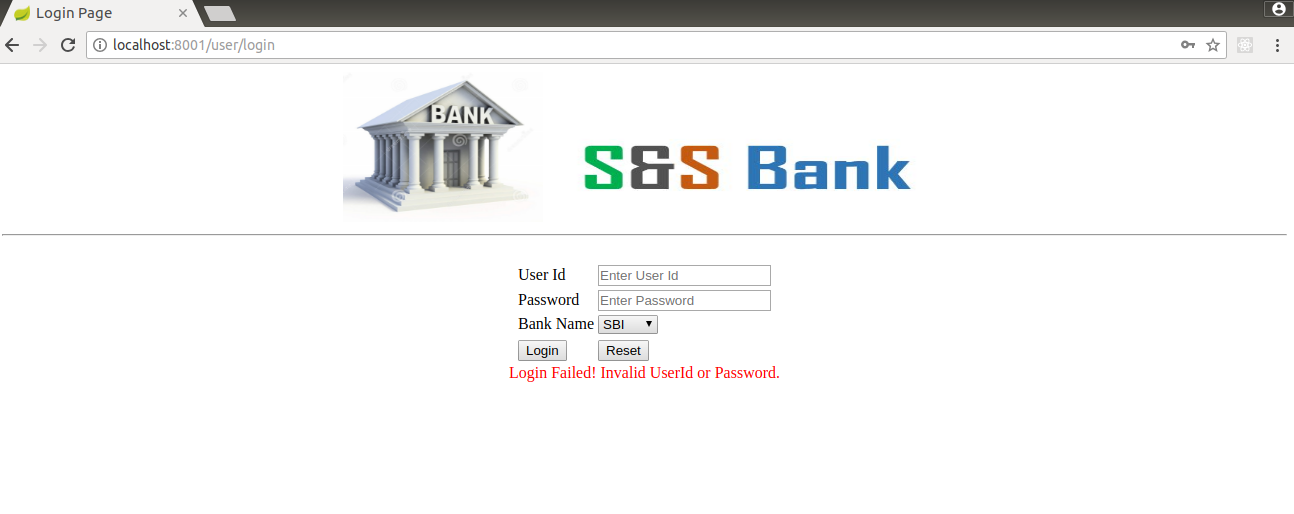 Login Page
localhost:8001/user/login
BANK
S&S Bank
User Id Enter User Id
Password Enter Password
Bank Name SBI
Login Reset
Login Failed! Invalid UserId or Password.